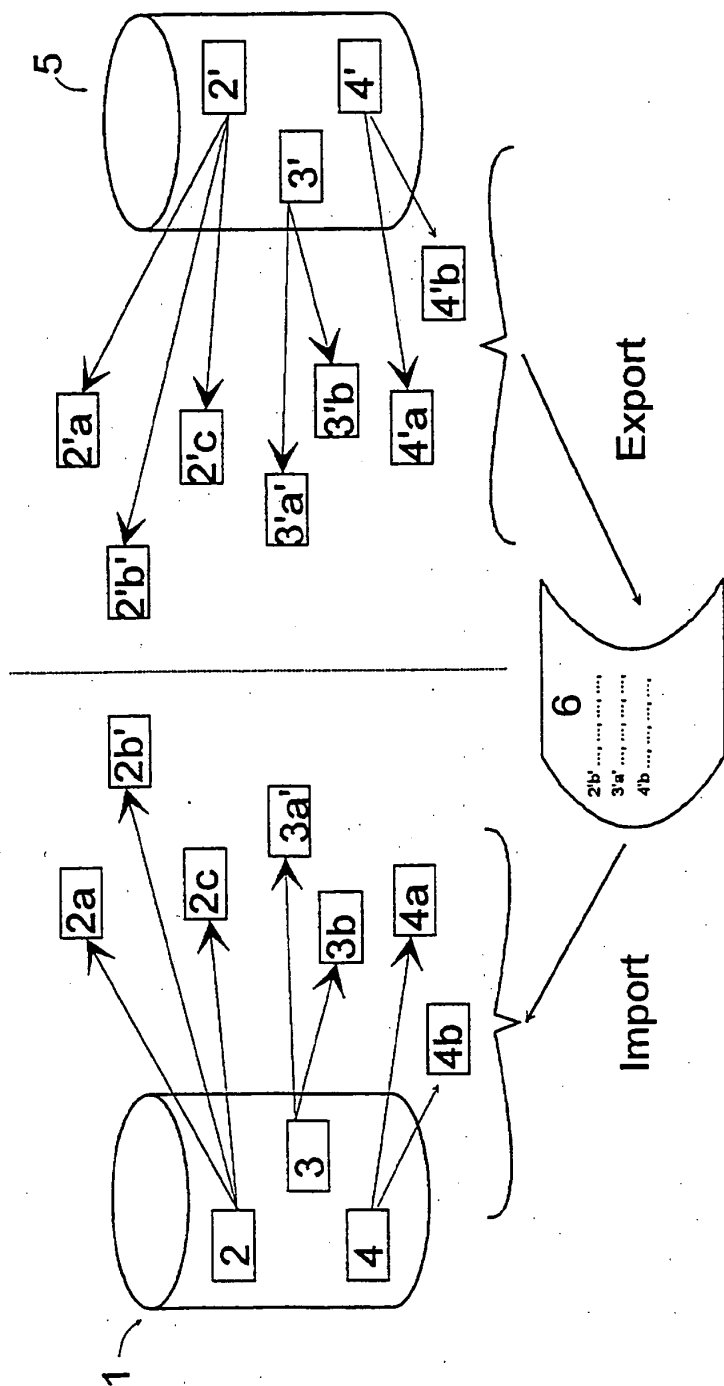 1
5
2
3
4
2a
2b'
2c
3a'
3b
4a
4b
2'
3'
4'
2'a
2'b'
2'c
3'a'
3'b
4'a
4'b
6
2'b' ...., ...., ...., ....,
3'a' ...., ...., ....,
4'b ...., ...., ...., ....,
Import
Export